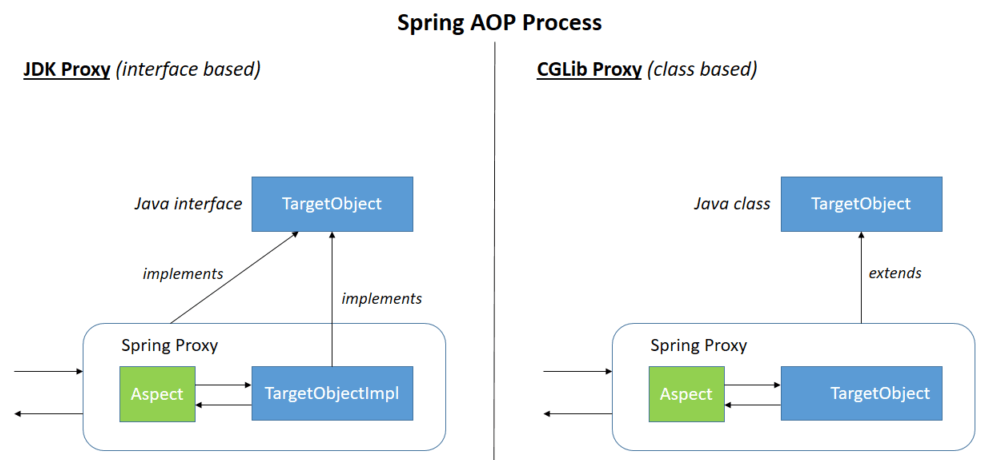 Spring AOP Process
JDK Proxy (interface based)
Java interface
TargetObject
implements
implements
Spring Proxy
Aspect
TargetObjectImpl
CGLib Proxy (class based)
Java class
TargetObject
extends
Spring Proxy
Aspect
TargetObject